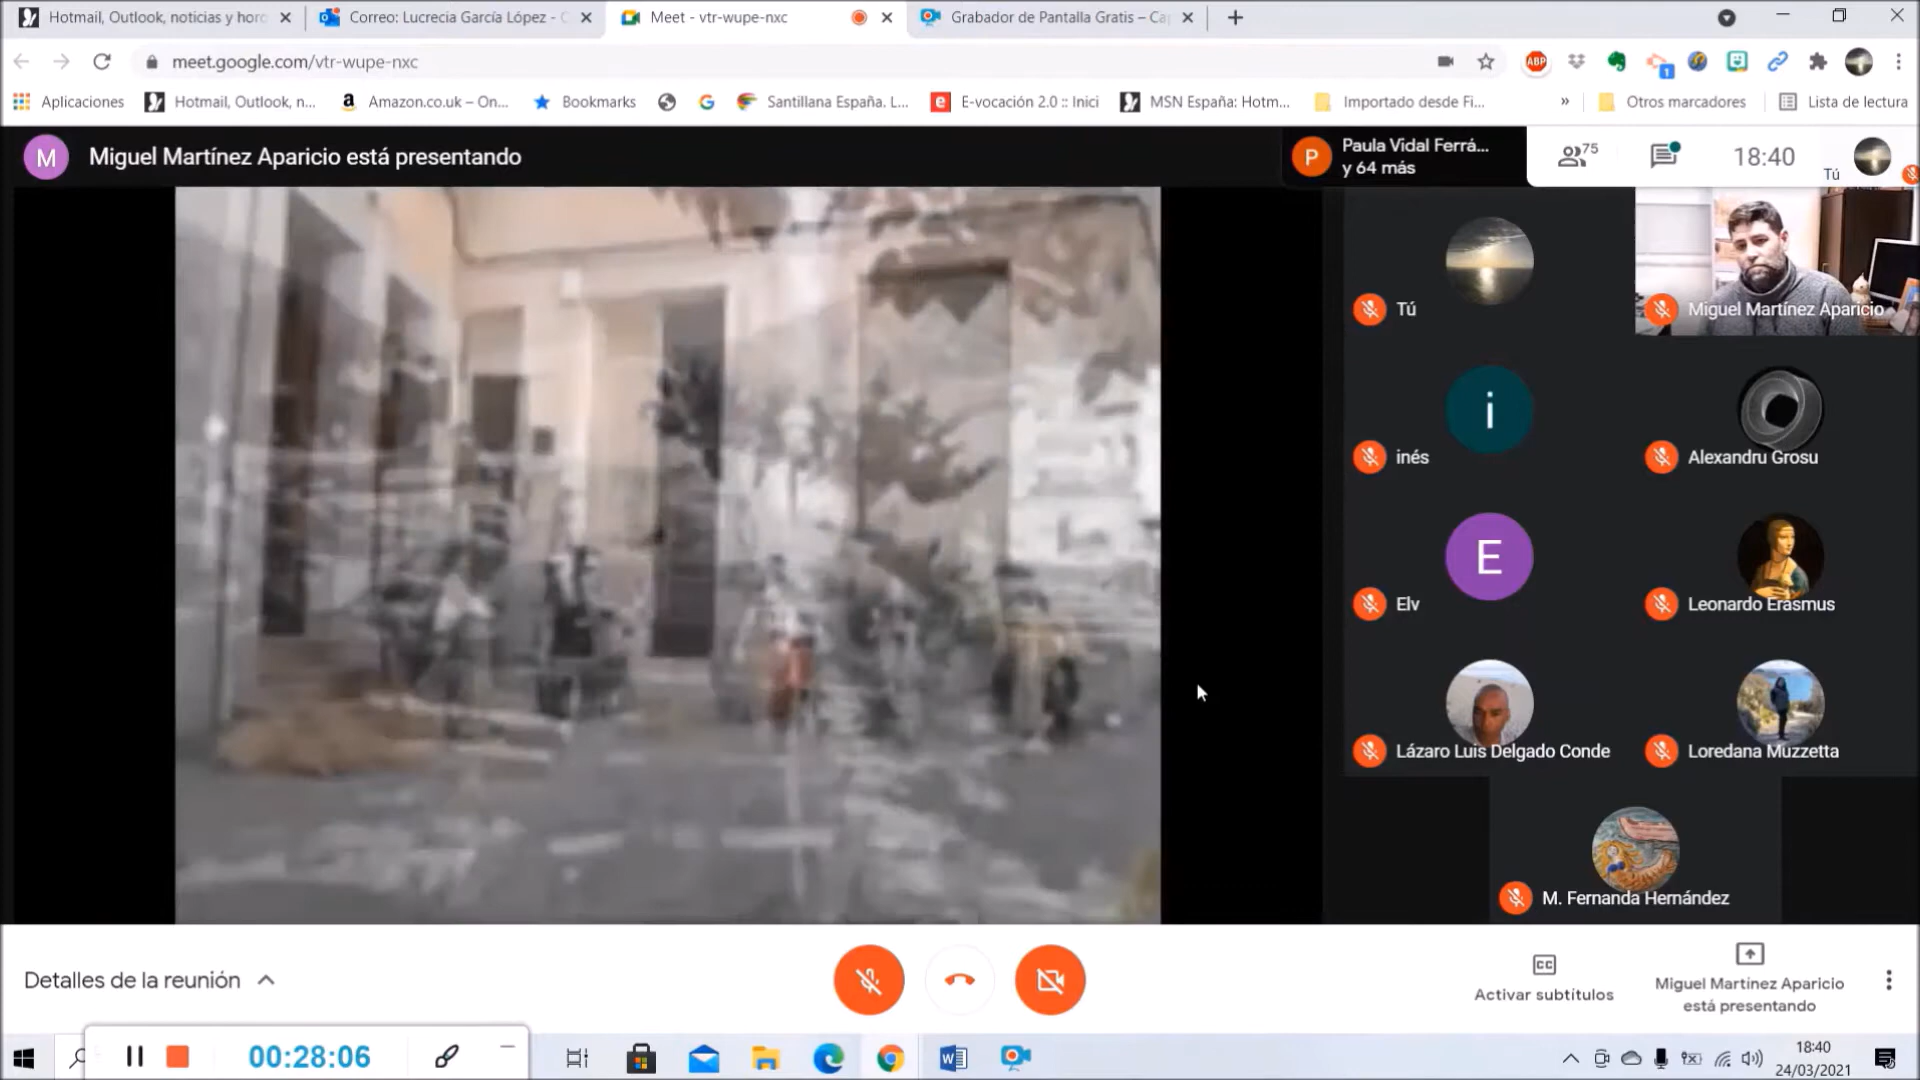 Hotmail, Outlook, noticias y horo
Correo: Lucrecia García López - O
Meet - vtr-wupe-nxc
Grabador de Pantalla Gratis – Ca
meet.google.com/vtr-wupe-nxc
ABP
1
Aplicaciones
Hotmail, Outlook, n...
Amazon.co.uk – On...
Bookmarks
Santillana España. L...
E-vocación 2.0 :: Inici
MSN España: Hotm...
Importado desde Fi...
»
Otros marcadores
Lista de lectura
M
Miguel Martínez Aparicio está presentando
P
Paula Vidal Ferrá...
y 64 más
75
18:40
Tú
Tú
Miguel Martínez Aparicio
i
inés
Alexandru Grosu
E
Elv
Leonardo Erasmus
Lázaro Luis Delgado Conde
Loredana Muzzetta
M. Fernanda Hernández
Detalles de la reunión
CC
Activar subtítulos
Miguel Martínez Aparicio
está presentando
00:28:06
18:40
24/03/2021